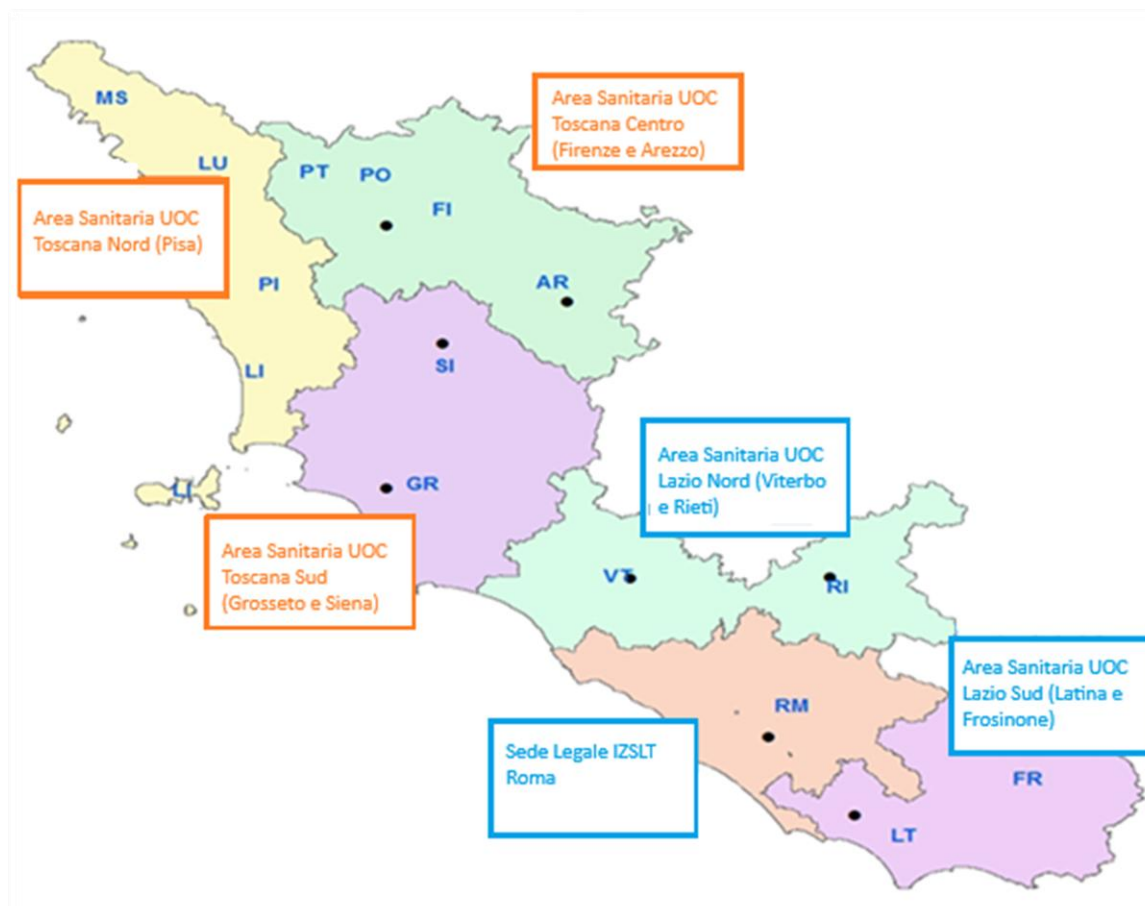 MS
Area Sanitaria UOC
Toscana Centro
(Firenze e Arezzo)
LU
PT
PO
FI
Area Sanitaria UOC
Toscana Nord (Pisa)
PI
AR
LI
SI
Area Sanitaria UOC
Lazio Nord (Viterbo
e Rieti)
GR
LI
Area Sanitaria UOC
Toscana Sud
(Grosseto e Siena)
VT
RI
Area Sanitaria UOC
Lazio Sud (Latina e
Frosinone)
RM
Sede Legale IZSLT
Roma
FR
LT